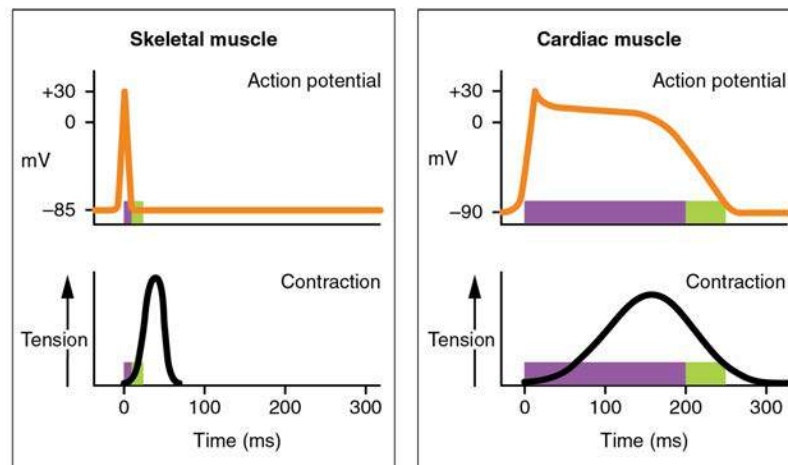 Skeletal muscle
Action potential
+30
0
mV
–85
Contraction
Tension
0 100 200 300
Time (ms)
Cardiac muscle
Action potential
+30
0
mV
–90
Contraction
Tension
0 100 200 300
Time (ms)